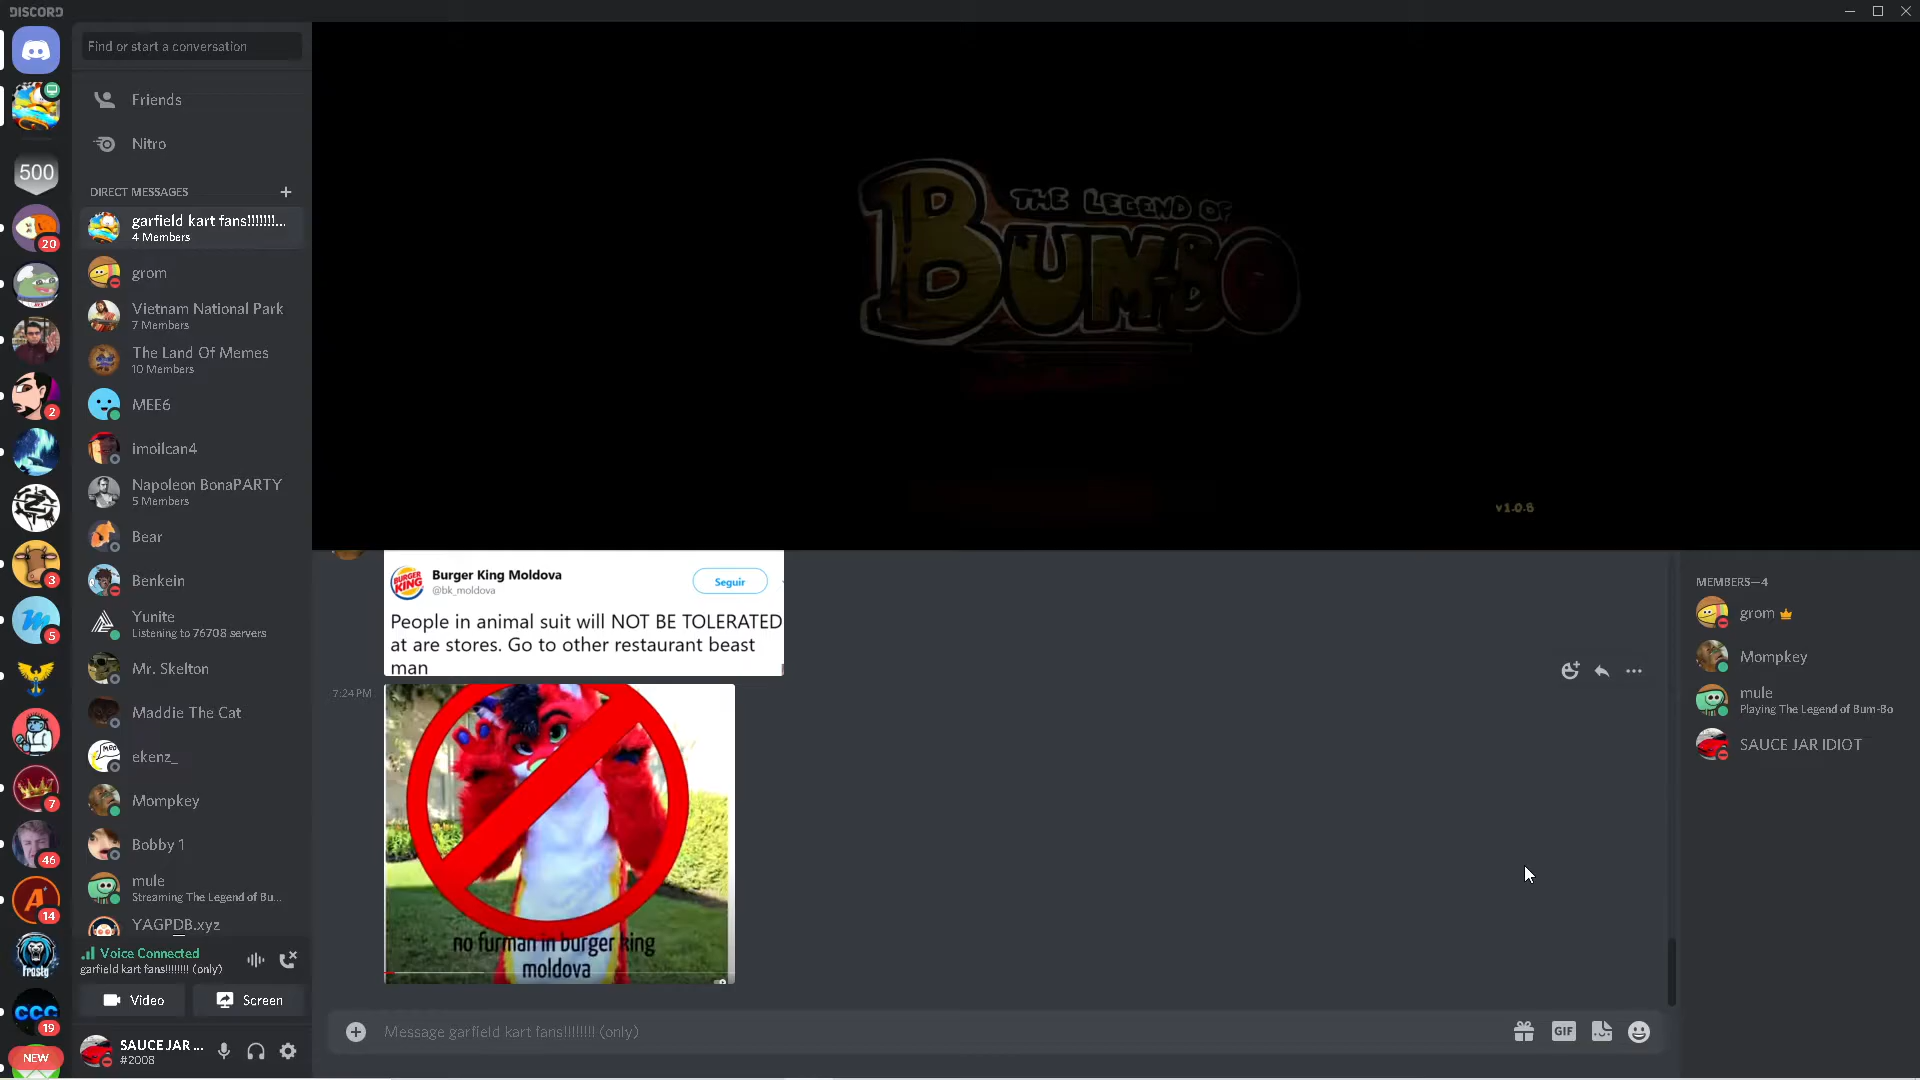 DISCORD
Find or start a conversation
Friends
Nitro
DIRECT MESSAGES
garfield kart fans!!!!!!!...
4 Members
grom
Vietnam National Park
7 Members
The Land Of Memes
10 Members
MEE6
imoilcan4
Napoleon BonaPARTY
5 Members
Bear
Benkein
Yunite
Listening to 76708 servers
Mr. Skelton
Maddie The Cat
ekenz_
Mompkey
Bobby 1
mule
Streaming The Legend of Bu...
YAGPDB.xyz
Voice Connected
garfield kart fans!!!!!!!! (only)
Video
Screen
SAUCE JAR ...
#2008
500
20
2
3
5
7
46
14
Frosty
CCC
19
NEW
THE LEGEND OF
BUM-BO
v1.0.8
BURGER
KING
Burger King Moldova
@bk_moldova
Seguir
People in animal suit will NOT BE TOLERATED
at are stores. Go to other restaurant beast
man
7:24 PM
no furman in burger king
moldova
Message garfield kart fans!!!!!!!! (only)
GIF
MEMBERS—4
grom
Mompkey
mule
Playing The Legend of Bum-Bo
SAUCE JAR IDIOT